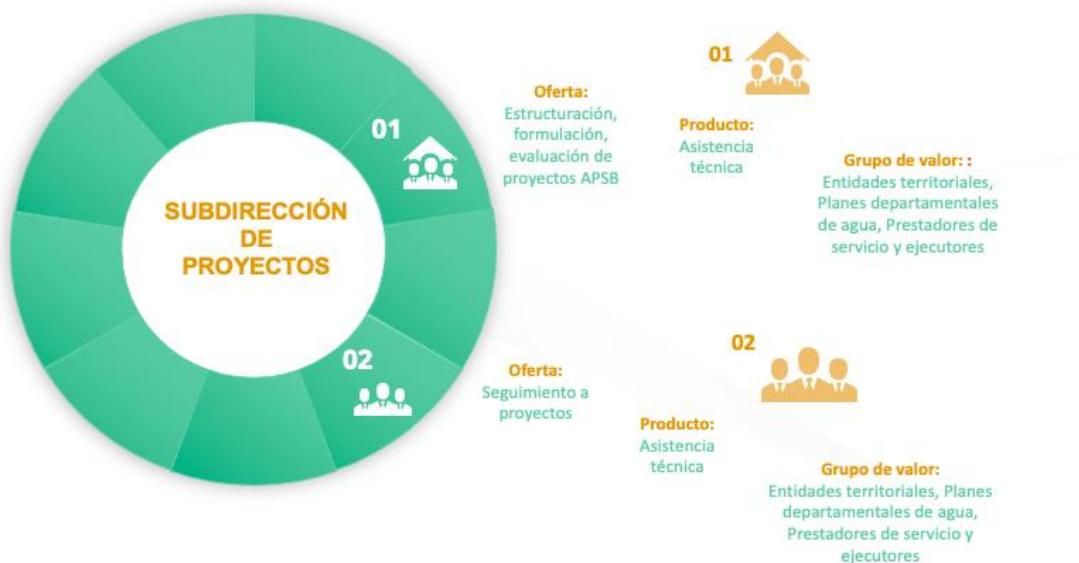 SUBDIRECCIÓN
DE
PROYECTOS
01
02
Oferta:
Estructuración,
formulación,
evaluación de
proyectos APSB
01
Producto:
Asistencia
técnica
Grupo de valor: :
Entidades territoriales,
Planes departamentales
de agua, Prestadores de
servicio y ejecutores
Oferta:
Seguimiento a
proyectos
02
Producto:
Asistencia
técnica
Grupo de valor:
Entidades territoriales, Planes
departamentales de agua,
Prestadores de servicio y
ejecutores